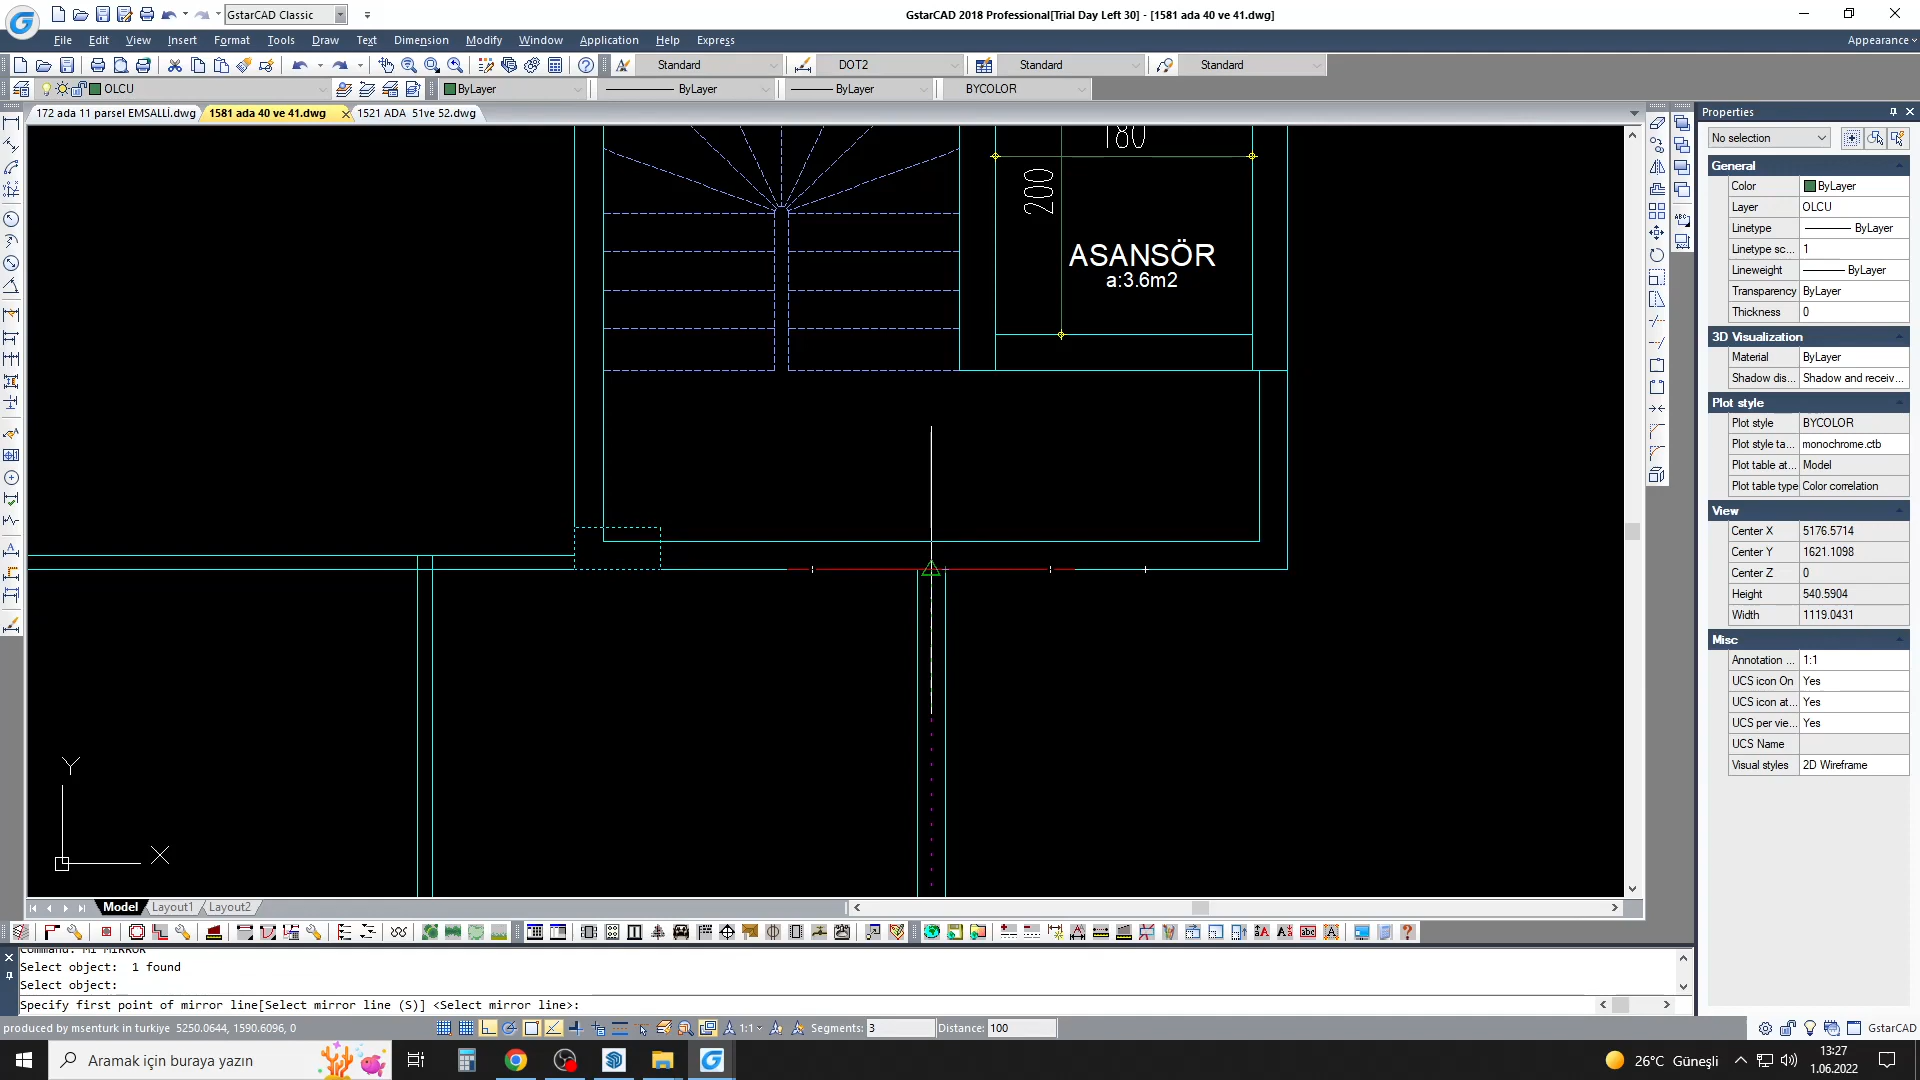 GstarCAD Classic
GstarCAD 2018 Professional[Trial Day Left 30] - [1581 ada 40 ve 41.dwg]
File Edit View Insert Format Tools Draw Text Dimension Modify Window Application Help Express
Appearance
Standard DOT2 Standard Standard
OLCU ByLayer ByLayer ByLayer BYCOLOR
172 ada 11 parsel EMSALLİ.dwg 1581 ada 40 ve 41.dwg 1521 ADA 51ve 52.dwg
180
200
ASANSÖR
a:3.6m2
Y
X
Properties
No selection
General
Color ByLayer
Layer OLCU
Linetype ByLayer
Linetype sc... 1
Lineweight ByLayer
Transparency ByLayer
Thickness 0
3D Visualization
Material ByLayer
Shadow dis... Shadow and receiv...
Plot style
Plot style BYCOLOR
Plot style ta... monochrome.ctb
Plot table at... Model
Plot table type Color correlation
View
Center X 5176.5714
Center Y 1621.1098
Center Z 0
Height 540.5904
Width 1119.0431
Misc
Annotation ... 1:1
UCS icon On Yes
UCS icon at... Yes
UCS per vie... Yes
UCS Name
Visual styles 2D Wireframe
Model Layout1 Layout2
Command: MI MIRROR
Select object: 1 found
Select object:
Specify first point of mirror line[Select mirror line (S)] <Select mirror line>:
produced by msenturk in turkiye 5250.0644, 1590.6096, 0
1:1 Segments: 3 Distance: 100
GstarCAD
Aramak için buraya yazın
26°C Güneşli
13:27
1.06.2022